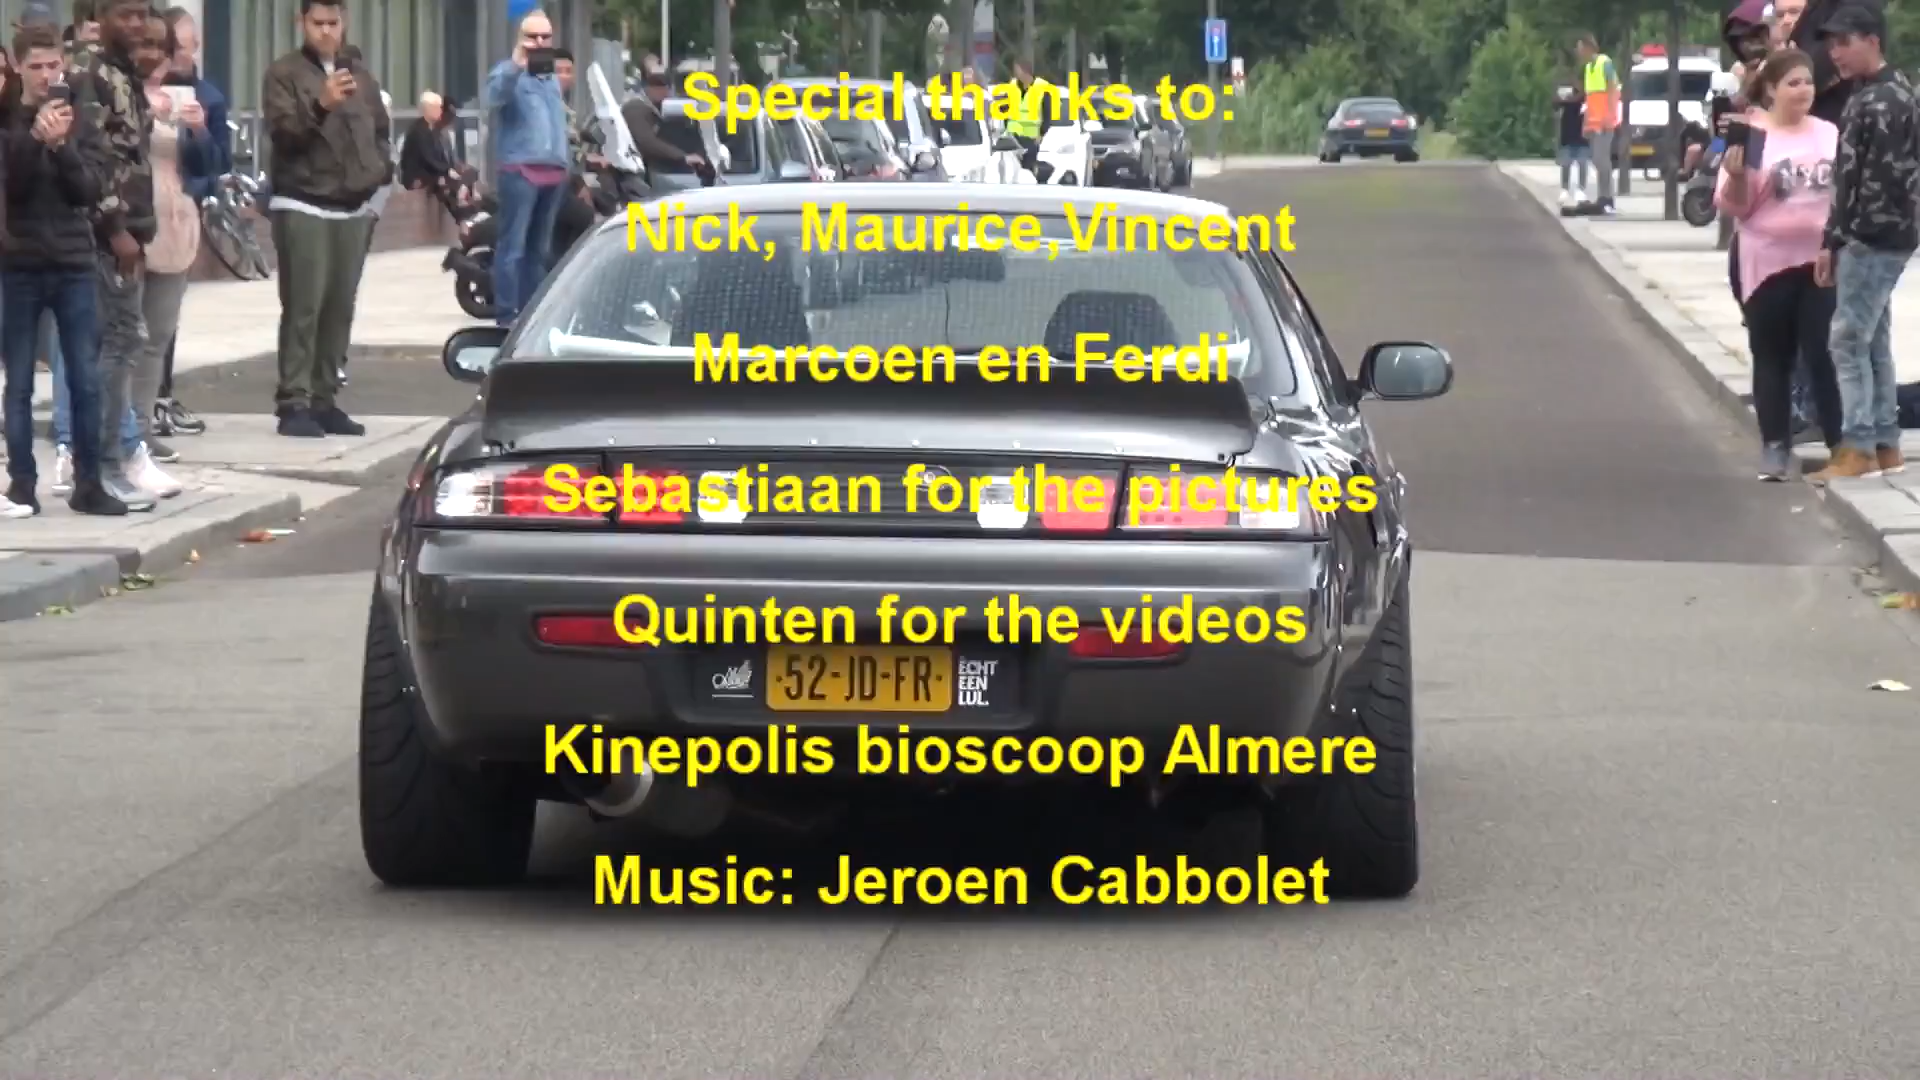 Special thanks to:
Nick, Maurice,Vincent
Marcoen en Ferdi
Sebastiaan for the pictures
Quinten for the videos
52-JD-FR
ECHT
EEN
LUL.
Kinepolis bioscoop Almere
Music: Jeroen Cabbolet